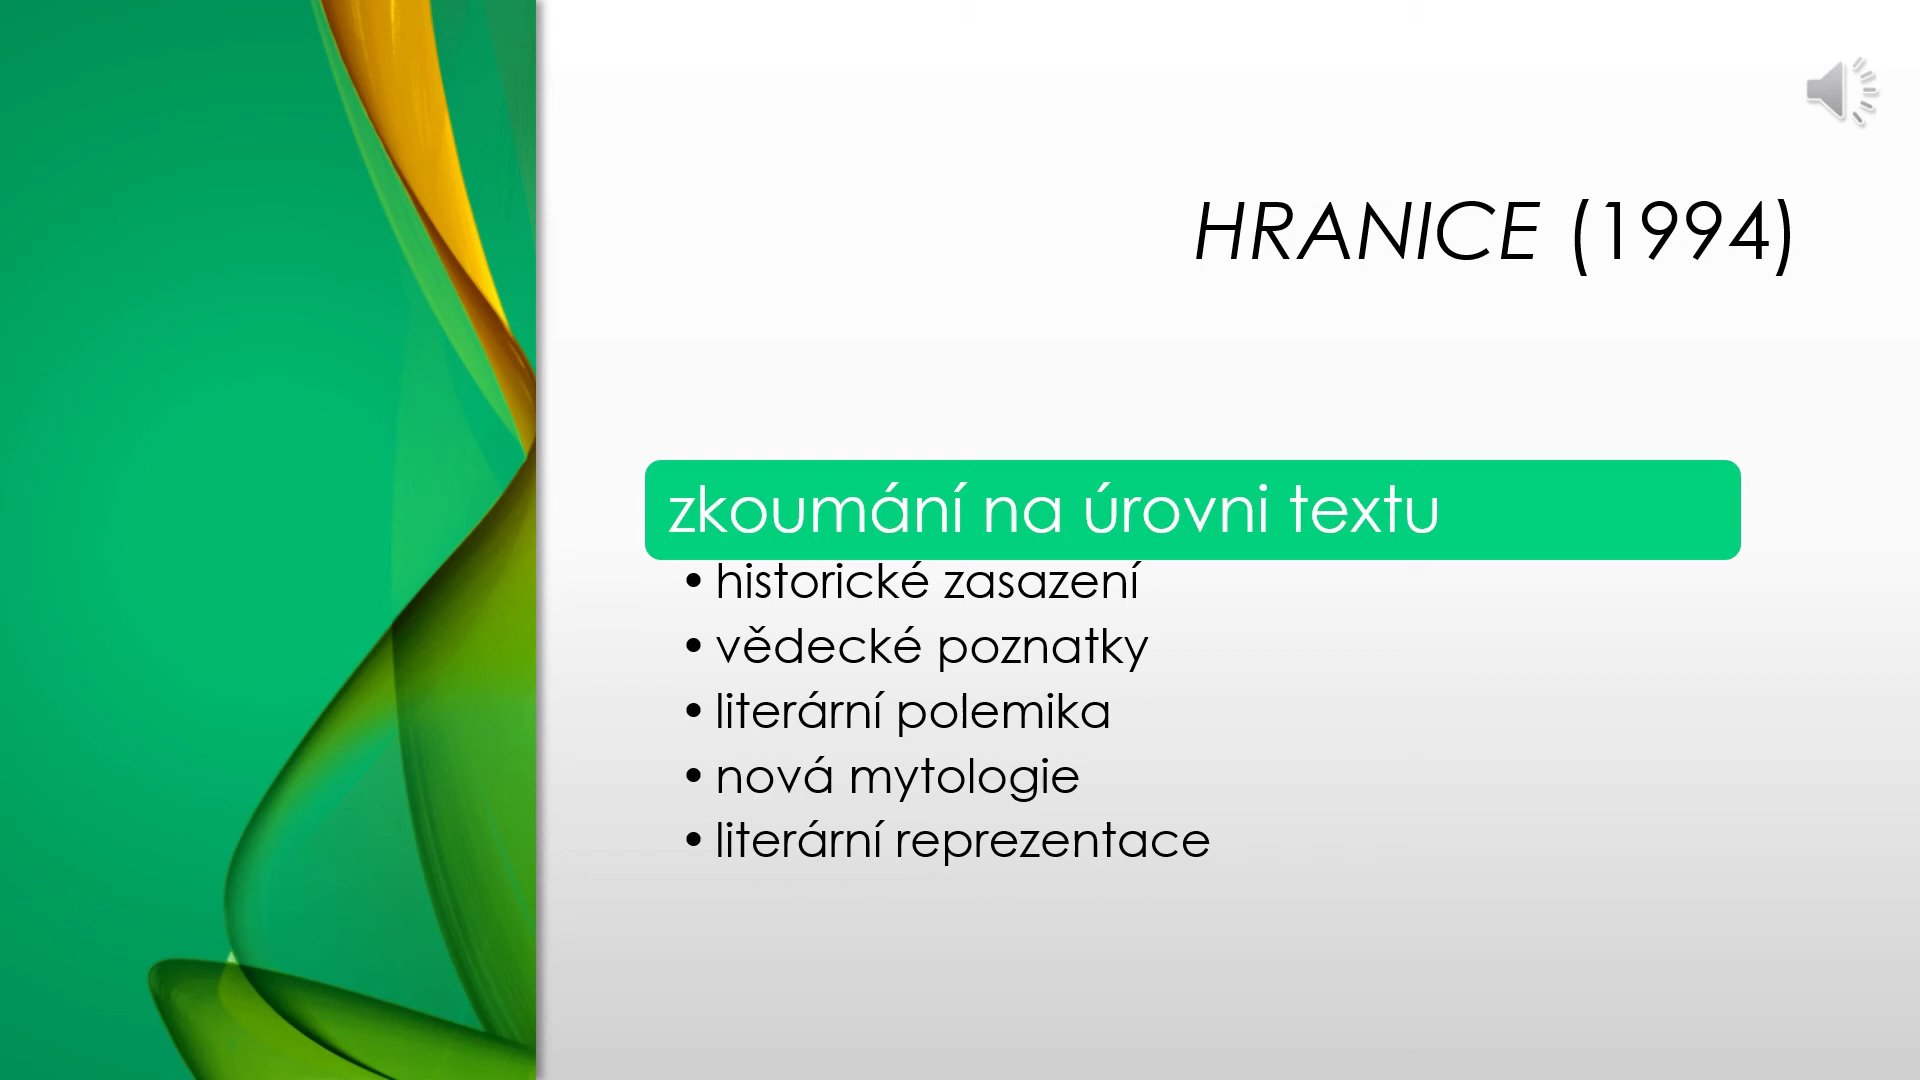 HRANICE (1994)
zkoumání na úrovni textu
• historické zasazení
• vědecké poznatky
• literární polemika
• nová mytologie
• literární reprezentace